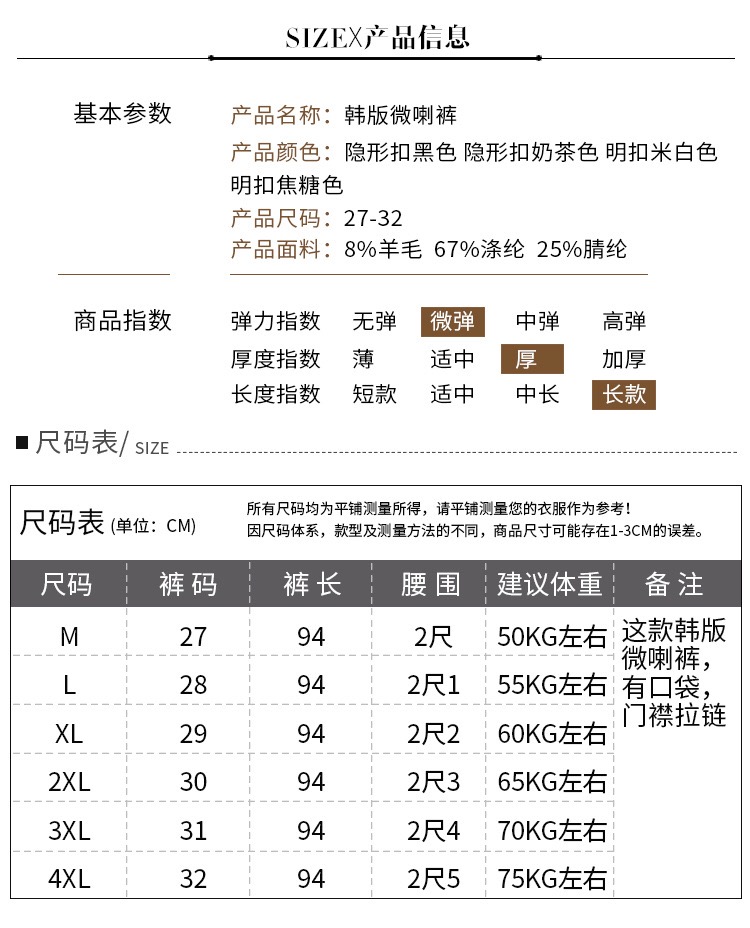 SIZEX产品信息
基本参数 产品名称：韩版微喇裤
产品颜色：隐形扣黑色 隐形扣奶茶色 明扣米白色
明扣焦糖色
产品尺码：27-32
产品面料：8%羊毛 67%涤纶 25%腈纶
商品指数 弹力指数 无弹 微弹 中弹 高弹
厚度指数 薄 适中 厚 加厚
长度指数 短款 适中 中长 长款
尺码表/ SIZE
尺码表 (单位：CM)
所有尺码均为平铺测量所得，请平铺测量您的衣服作为参考！
因尺码体系，款型及测量方法的不同，商品尺寸可能存在1-3CM的误差。
尺码 裤码 裤长 腰围 建议体重 备注
M 27 94 2尺 50KG左右 这款韩版
微喇裤，
L 28 94 2尺1 55KG左右 有口袋，
门襟拉链
XL 29 94 2尺2 60KG左右
2XL 30 94 2尺3 65KG左右
3XL 31 94 2尺4 70KG左右
4XL 32 94 2尺5 75KG左右